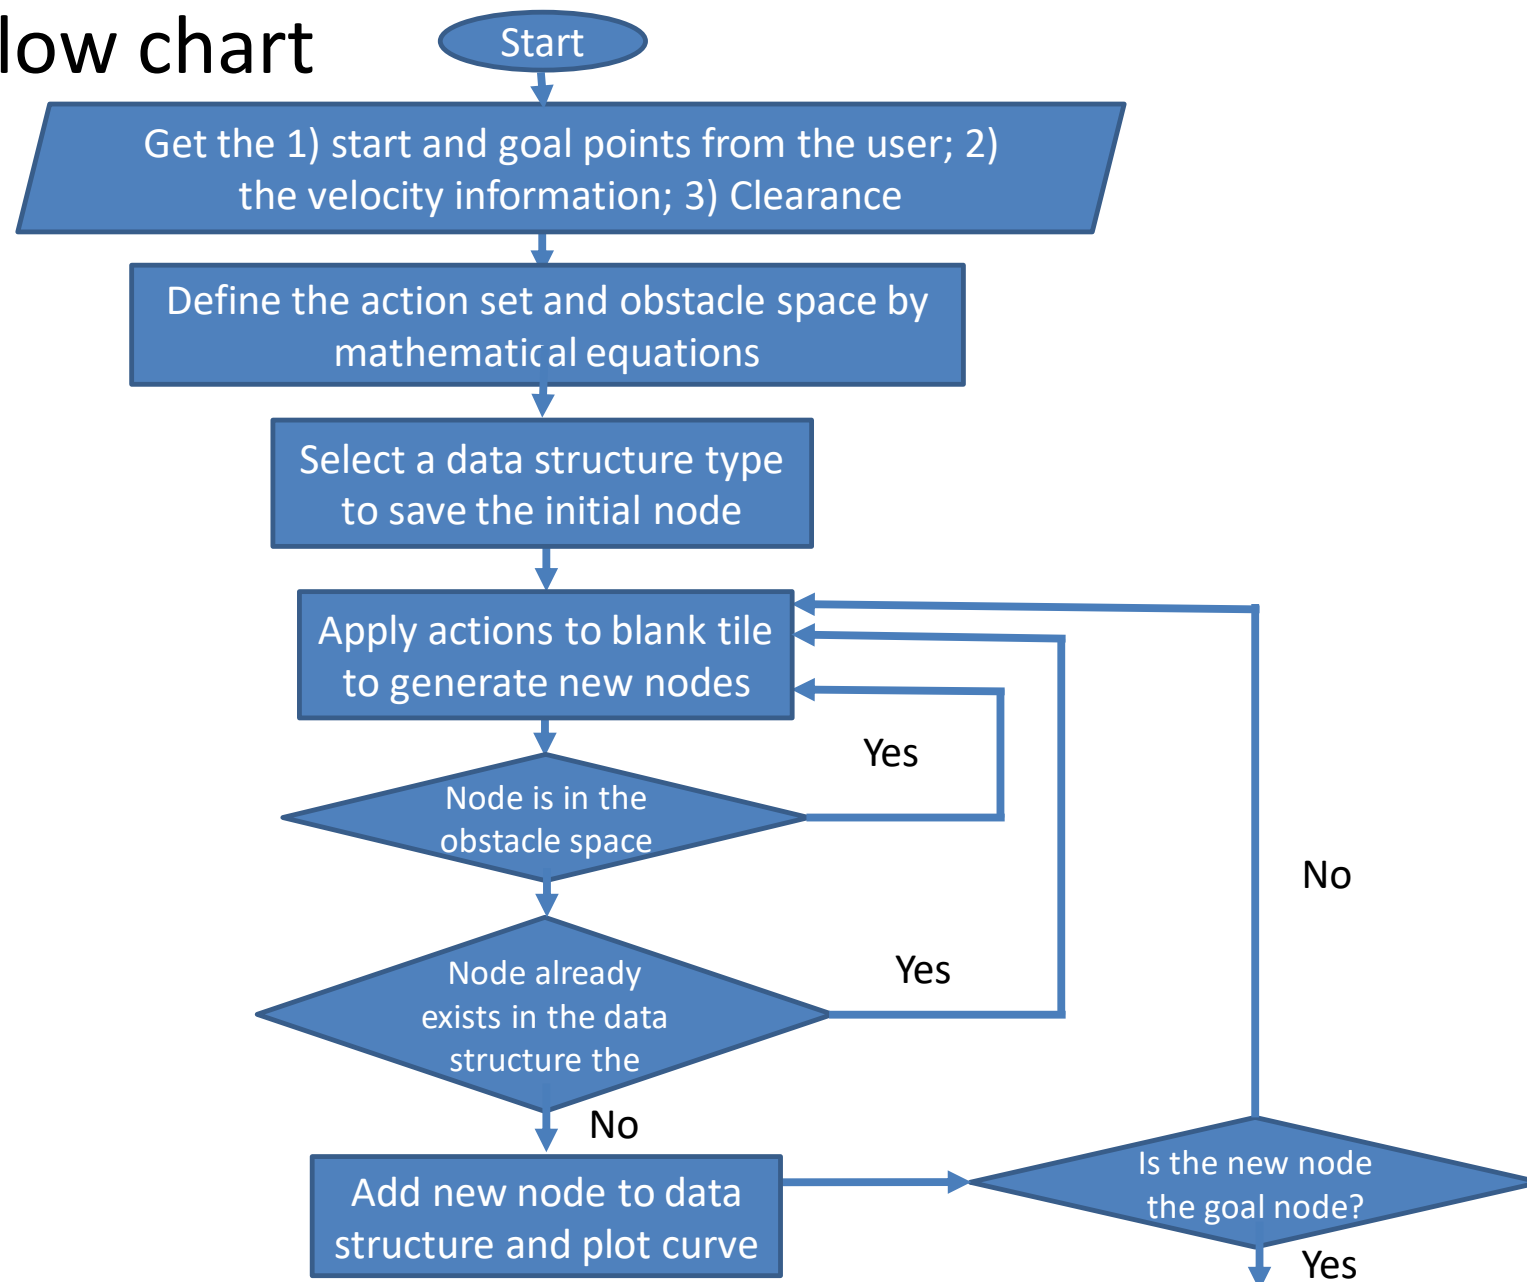 low chart
Start
Get the 1) start and goal points from the user; 2)
the velocity information; 3) Clearance
Define the action set and obstacle space by
mathematical equations
Select a data structure type
to save the initial node
Apply actions to blank tile
to generate new nodes
Yes
Node is in the
obstacle space
No
Yes
Node already
exists in the data
structure the
No
Is the new node
the goal node?
Add new node to data
structure and plot curve
Yes